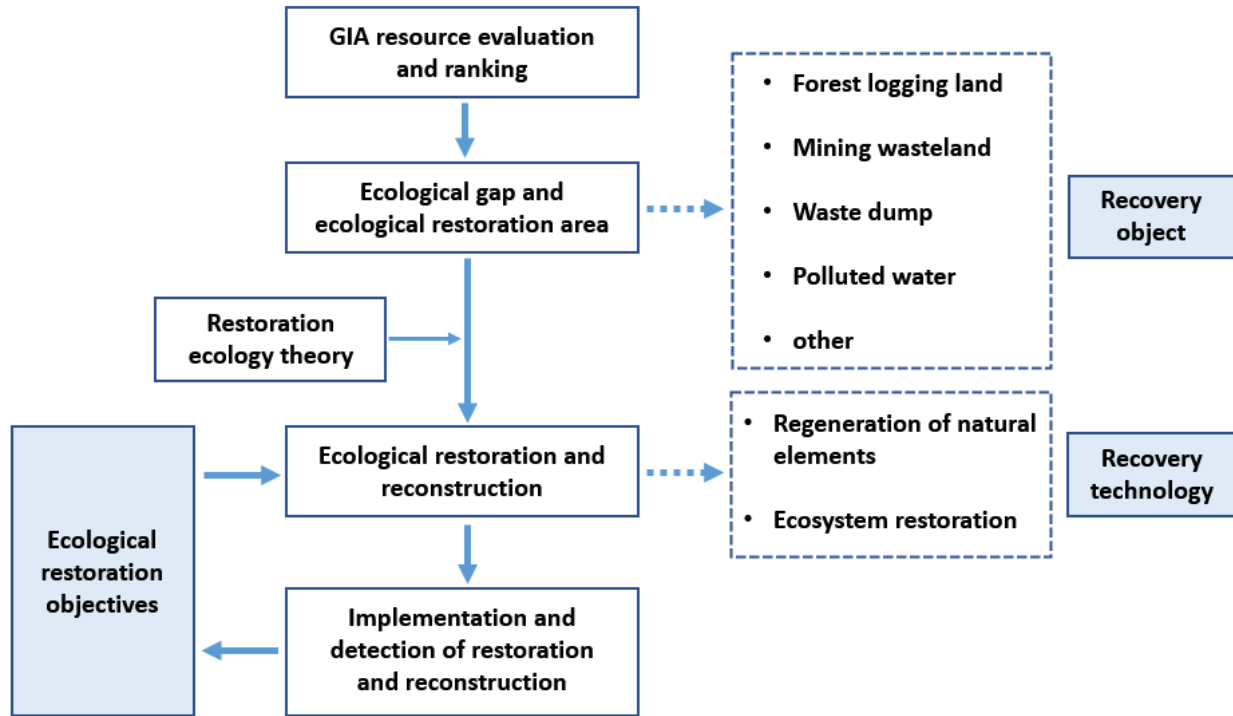 GIA resource evaluation
and ranking
Ecological gap and
ecological restoration area
• Forest logging land
• Mining wasteland
• Waste dump
• Polluted water
• other
Recovery
object
Restoration
ecology theory
Ecological restoration and
reconstruction
• Regeneration of natural
elements
• Ecosystem restoration
Recovery
technology
Ecological
restoration
objectives
Implementation and
detection of restoration
and reconstruction